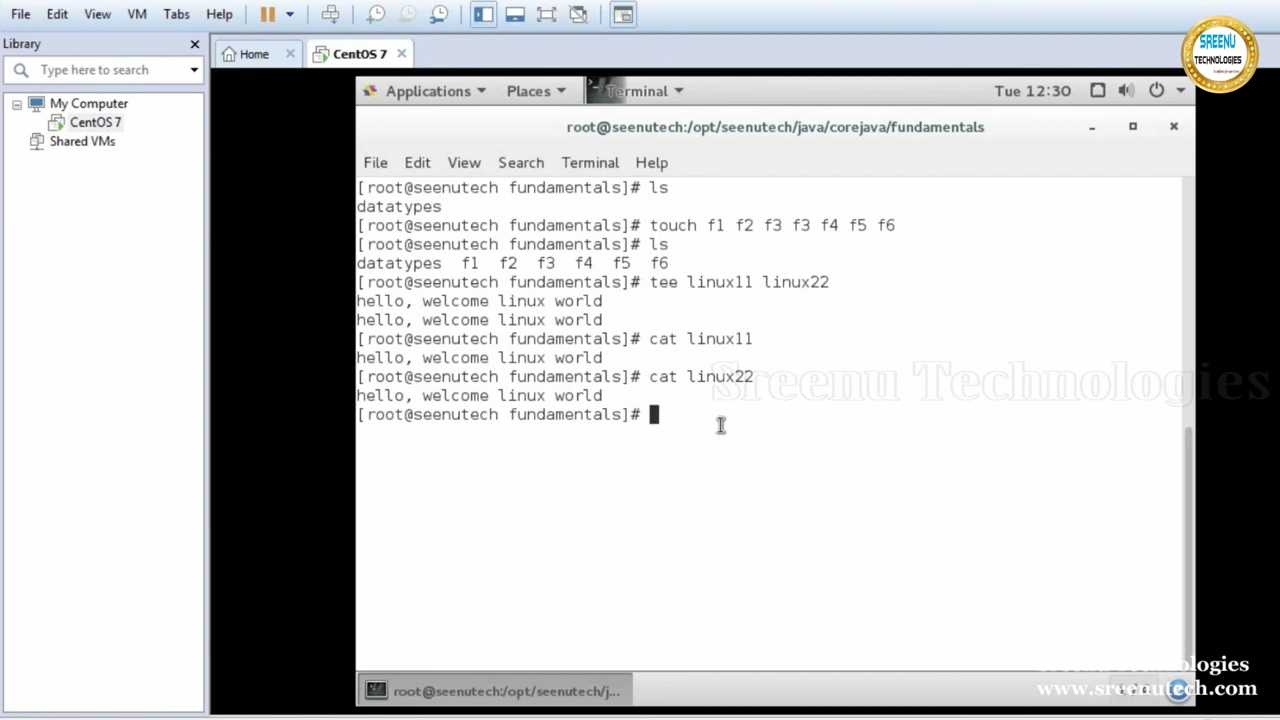 File Edit View VM Tabs Help
Library
Type here to search
Home
CentOS 7
SREENU
TECHNOLOGIES
My Computer
CentOS 7
Shared VMs
Applications Places Terminal Tue 12:30
root@seenutech:/opt/seenutech/java/corejava/fundamentals
File Edit View Search Terminal Help
[root@seenutech fundamentals]# ls
datatypes
[root@seenutech fundamentals]# touch f1 f2 f3 f3 f4 f5 f6
[root@seenutech fundamentals]# ls
datatypes f1 f2 f3 f4 f5 f6
[root@seenutech fundamentals]# tee linux11 linux22
hello, welcome linux world
hello, welcome linux world
[root@seenutech fundamentals]# cat linux11
hello, welcome linux world
[root@seenutech fundamentals]# cat linux22
hello, welcome linux world
[root@seenutech fundamentals]#
Sreenu Technologies
root@seenutech:/opt/seenutech/j...
www.sreenutech.com